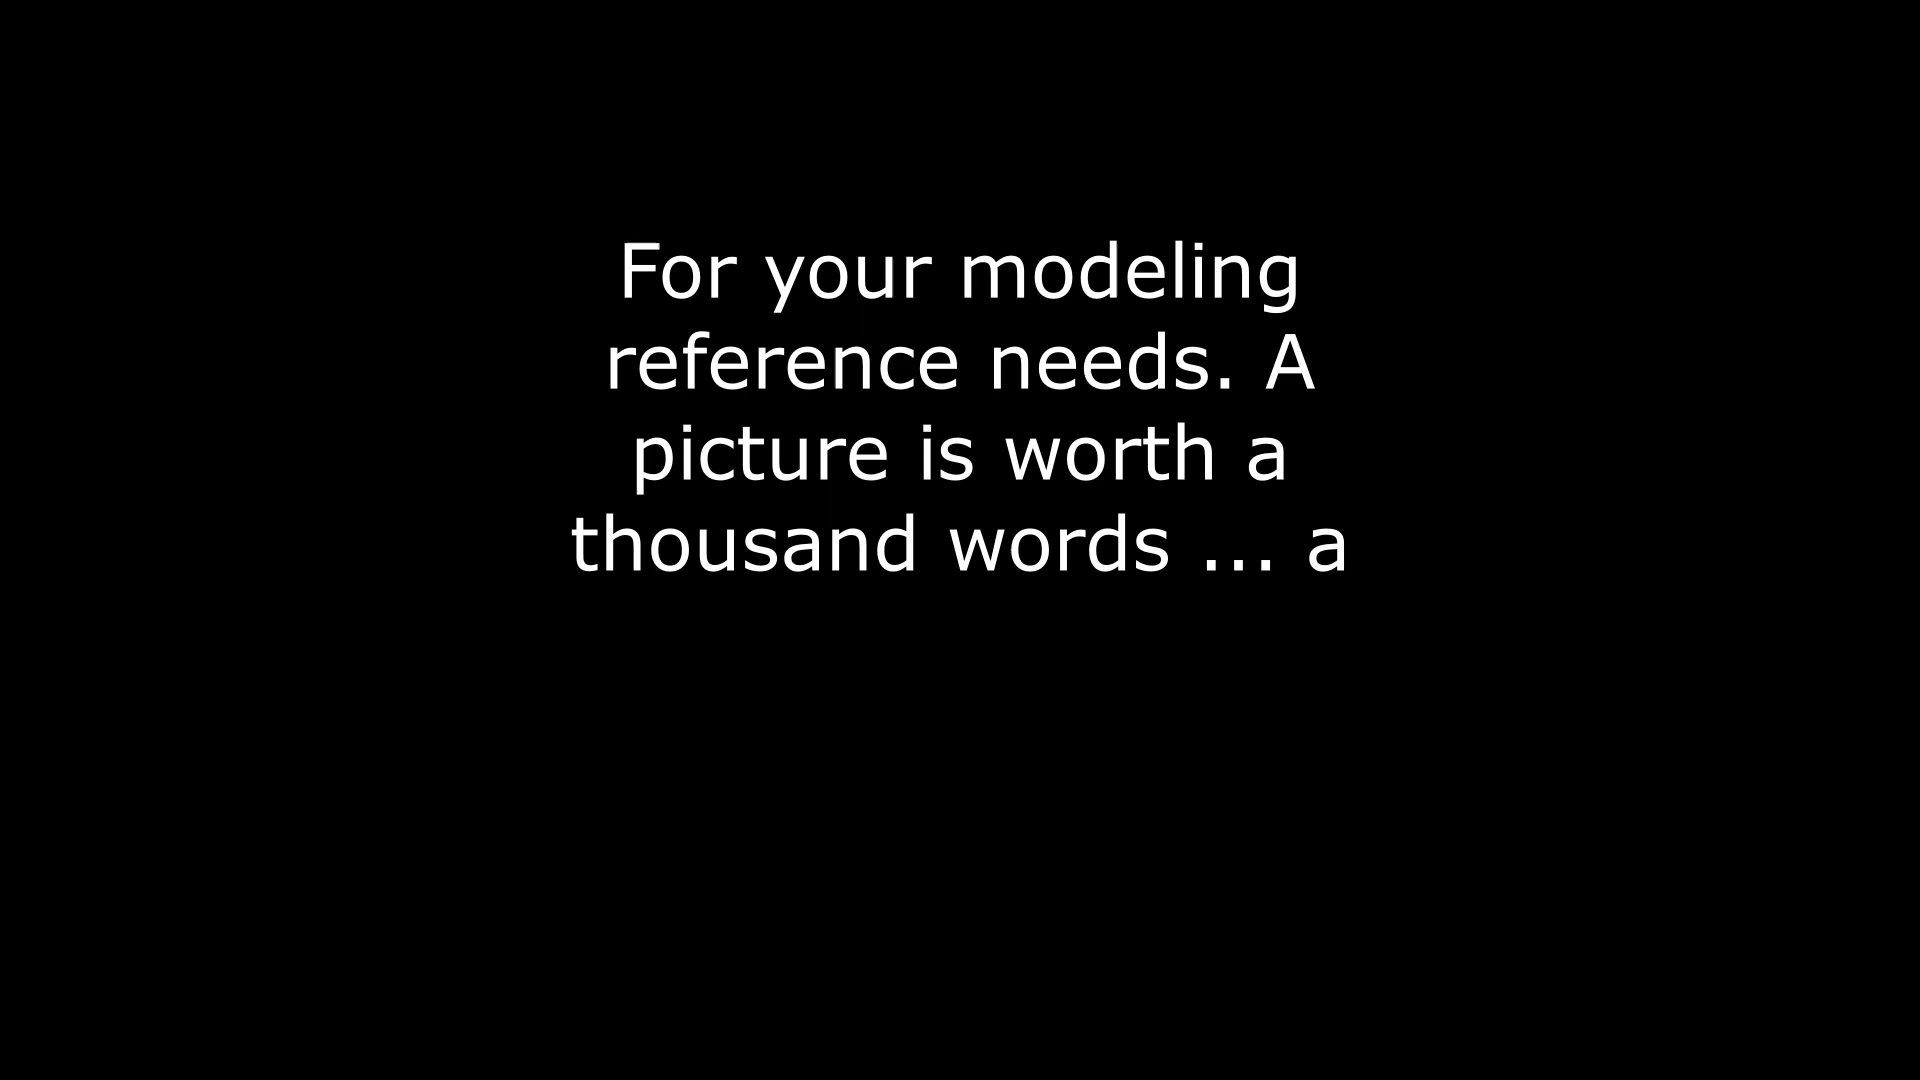 For your modeling
reference needs. A
picture is worth a
thousand words ... a